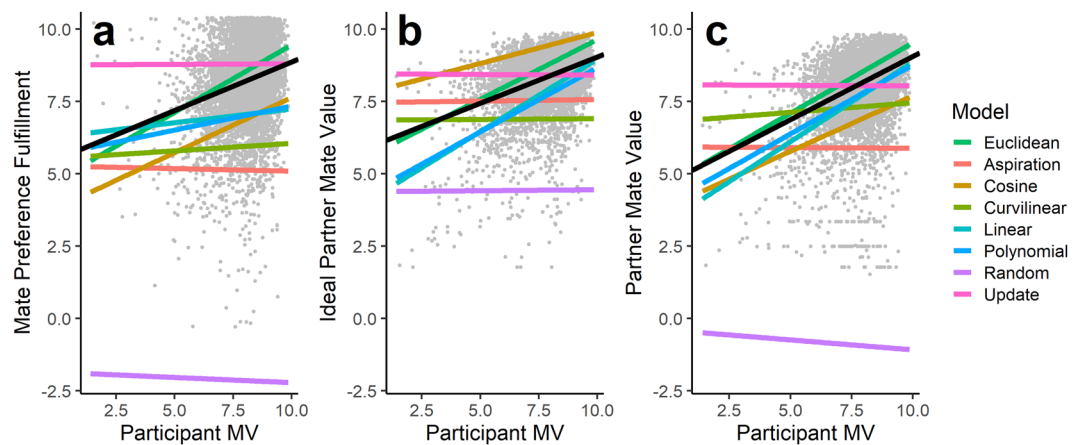 a
Mate Preference Fulfillment
10.0
7.5
5.0
2.5
0.0
-2.5
2.5
5.0
7.5
10.0
Participant MV
b
Ideal Partner Mate Value
10.0
7.5
5.0
2.5
0.0
-2.5
2.5
5.0
7.5
10.0
Participant MV
c
Partner Mate Value
10.0
7.5
5.0
2.5
0.0
-2.5
2.5
5.0
7.5
10.0
Participant MV
Model
Euclidean
Aspiration
Cosine
Curvilinear
Linear
Polynomial
Random
Update